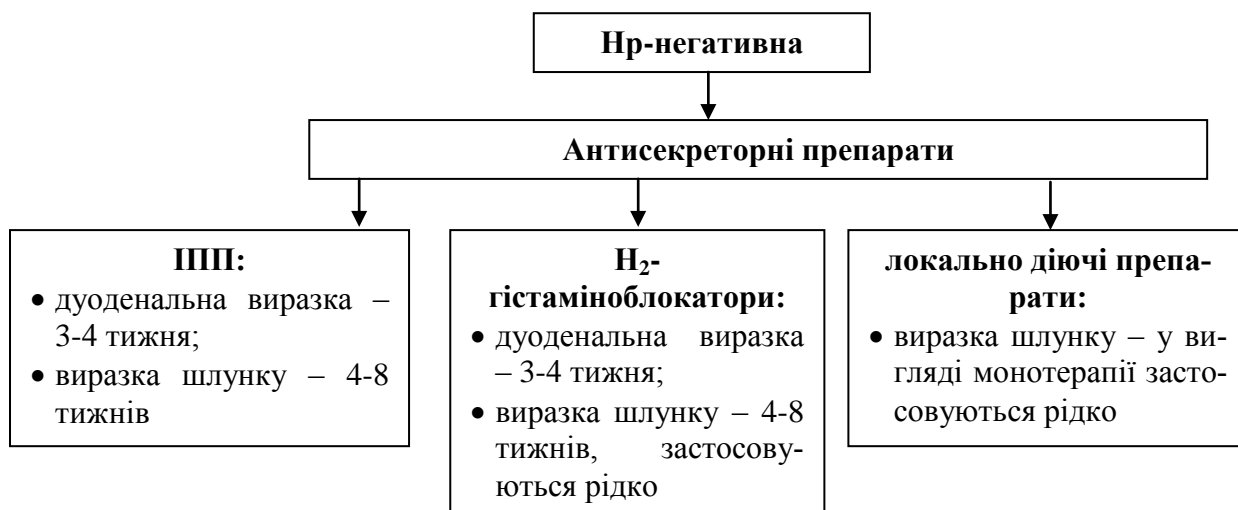 Нр-негативна
Антисекреторні препарати
ІПП:
• дуоденальна виразка –
3-4 тижня;
• виразка шлунку – 4-8
тижнів
Н₂-
гістаміноблокатори:
• дуоденальна виразка
– 3-4 тижня;
• виразка шлунку – 4-8
тижнів, застосову-
ються рідко
локально діючі препа-
рати:
• виразка шлунку – у ви-
гляді монотерапії засто-
совуються рідко